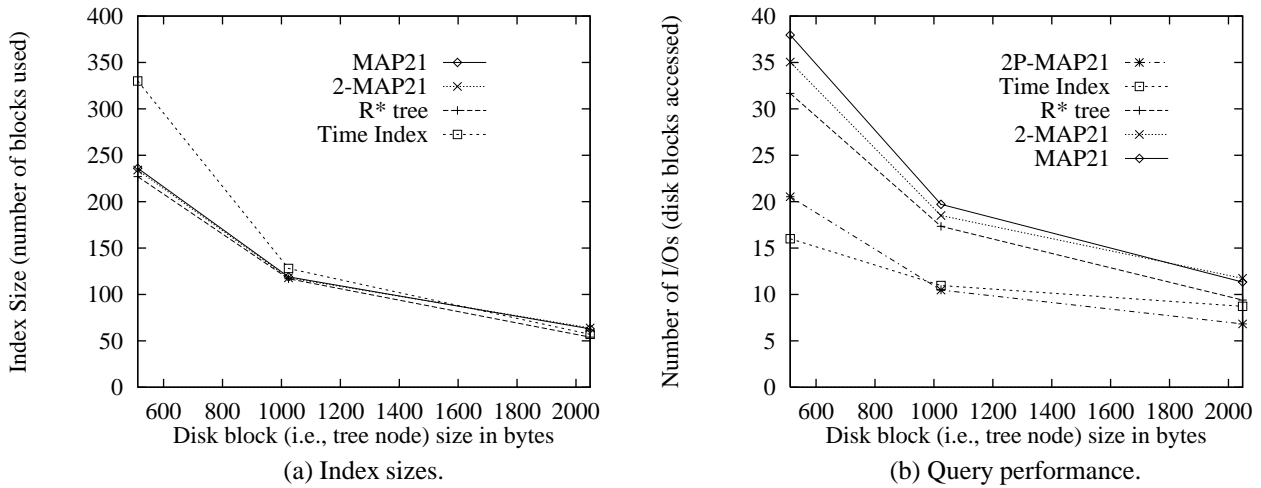 Index Size (number of blocks used)
400
350
300
250
200
150
100
50
0
MAP21
2-MAP21
R* tree
Time Index
600 800 1000 1200 1400 1600 1800 2000
Disk block (i.e., tree node) size in bytes
(a) Index sizes.
Number of I/Os (disk blocks accessed)
40
35
30
25
20
15
10
5
0
2P-MAP21
Time Index
R* tree
2-MAP21
MAP21
600 800 1000 1200 1400 1600 1800 2000
Disk block (i.e., tree node) size in bytes
(b) Query performance.